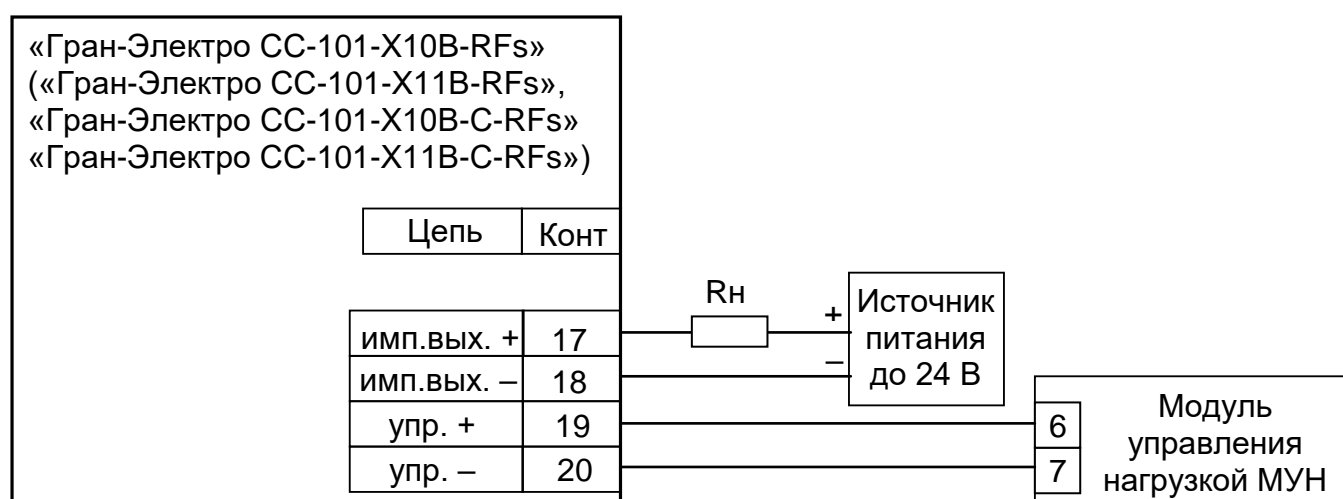 «Гран-Электро СС-101-Х10В-RFs»
(«Гран-Электро СС-101-Х11В-RFs»,
«Гран-Электро СС-101-Х10В-С-RFs»
«Гран-Электро СС-101-Х11В-С-RFs»)
Цепь Конт
Rн
имп.вых. + 17
+
Источник
питания
до 24 В
имп.вых. – 18
–
упр. + 19
6
упр. – 20
7
Модуль
управления
нагрузкой МУН